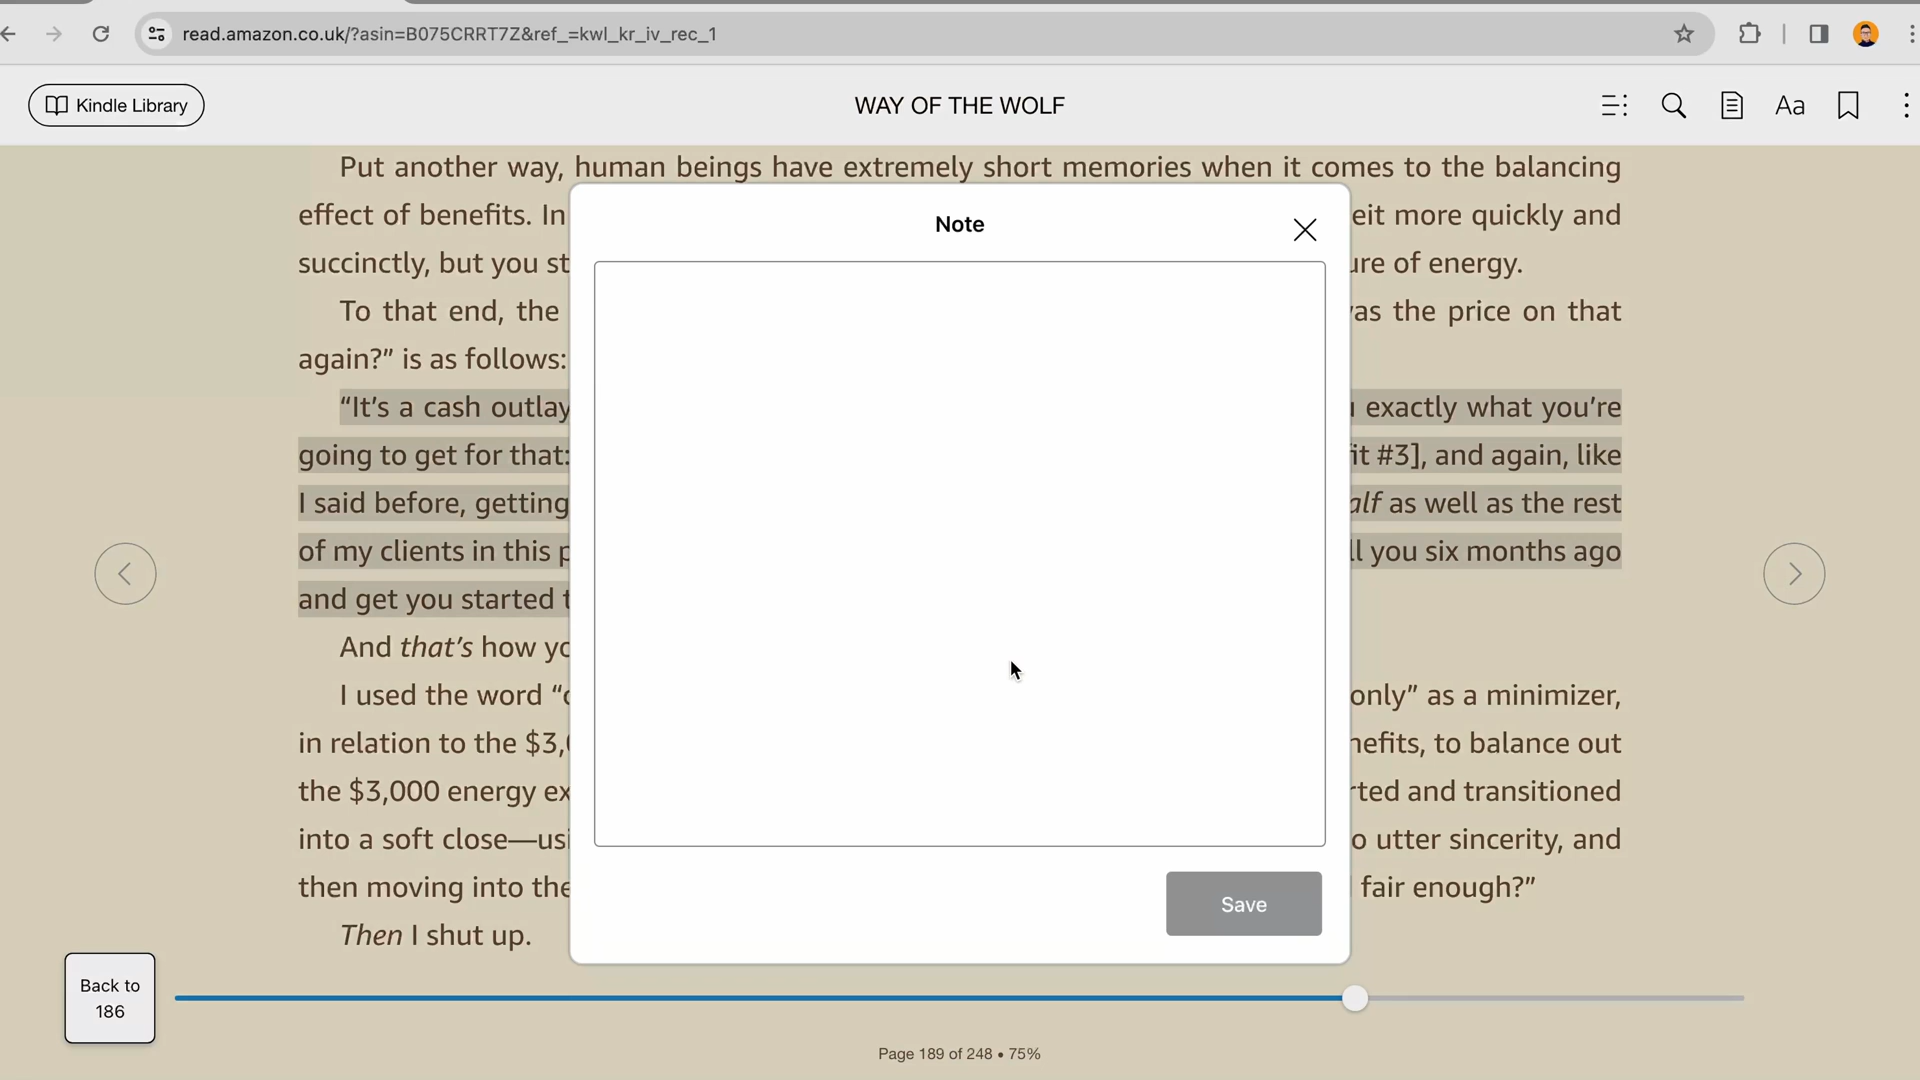 read.amazon.co.uk/?asin=B075CRRT7Z&ref_=kwl_kr_iv_rec_1
Kindle Library
WAY OF THE WOLF
Aa
Put another way, human beings have extremely short memories when it comes to the balancing
effect of benefits. In eit more quickly and
succinctly, but you st ure of energy.
To that end, the as the price on that
again?” is as follows:
“It’s a cash outlay exactly what you’re
going to get for that: fit #3], and again, like
I said before, getting alf as well as the rest
of my clients in this p ll you six months ago
and get you started t
And that’s how yo
I used the word “ only” as a minimizer,
in relation to the $3, nefits, to balance out
the $3,000 energy ex rted and transitioned
into a soft close—usi o utter sincerity, and
then moving into the fair enough?”
Then I shut up.
Note
Save
Back to
186
Page 189 of 248 • 75%